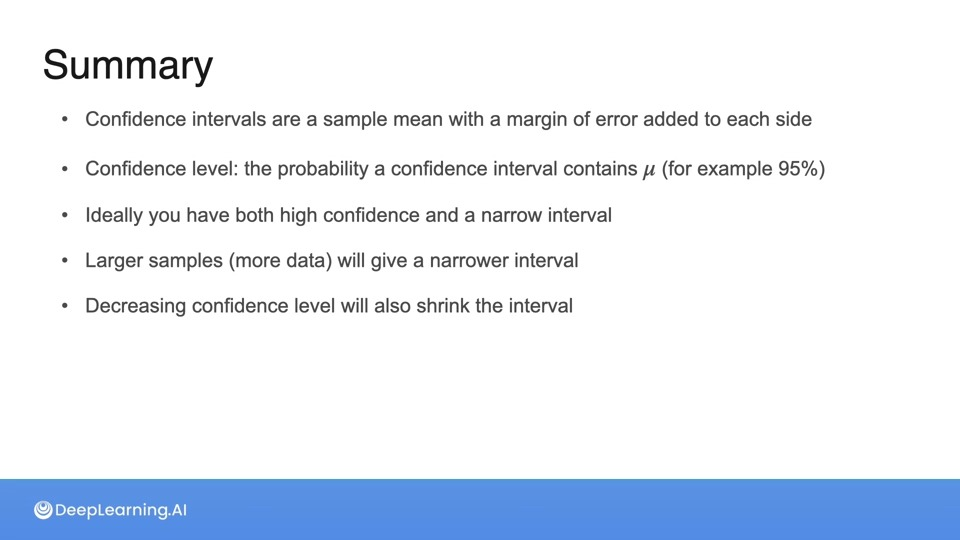 Summary
• Confidence intervals are a sample mean with a margin of error added to each side
• Confidence level: the probability a confidence interval contains μ (for example 95%)
• Ideally you have both high confidence and a narrow interval
• Larger samples (more data) will give a narrower interval
• Decreasing confidence level will also shrink the interval
DeepLearning.AI